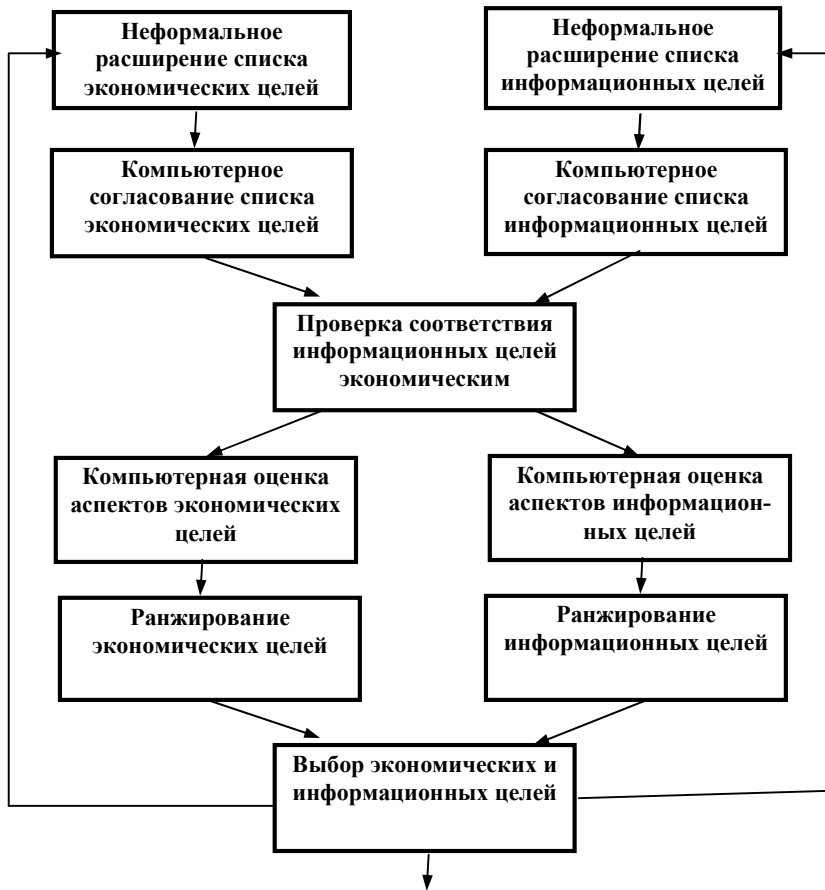 Неформальное
расширение списка
экономических целей
Неформальное
расширение списка
информационных целей
Компьютерное
согласование списка
экономических целей
Компьютерное
согласование списка
информационных целей
Проверка соответствия
информационных целей
экономическим
Компьютерная оценка
аспектов экономических
целей
Компьютерная оценка
аспектов информацион-
ных целей
Ранжирование
экономических целей
Ранжирование
информационных целей
Выбор экономических и
информационных целей